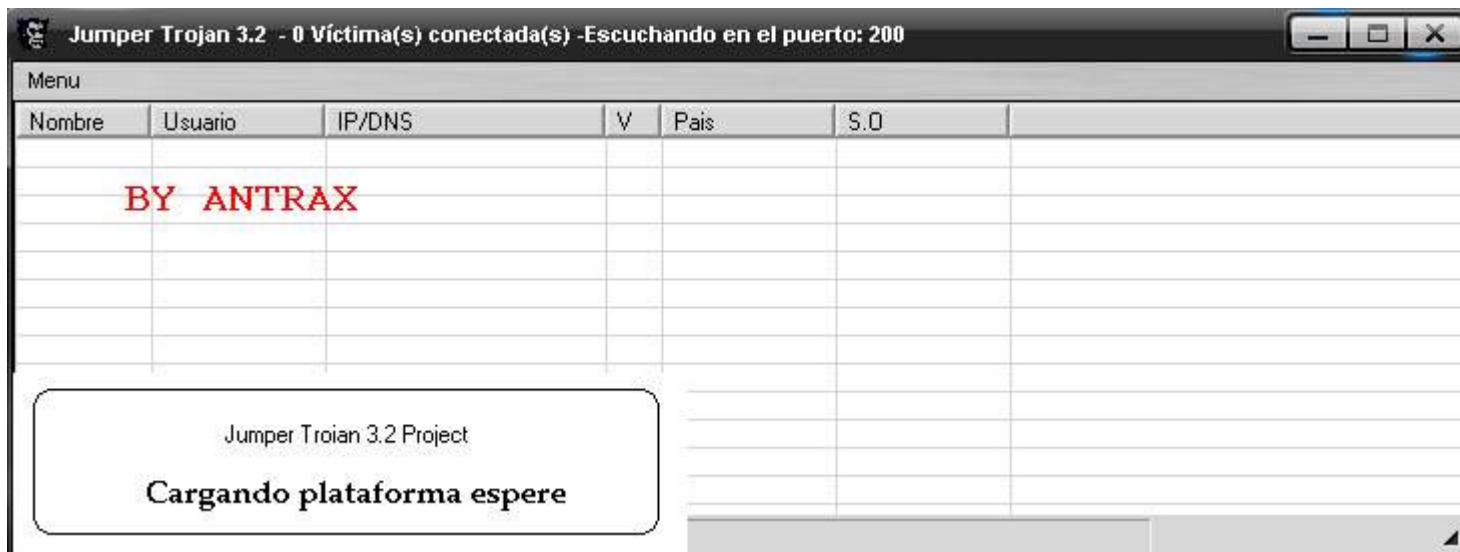 Jumper Trojan 3.2 - 0 Víctima(s) conectada(s) -Escuchando en el puerto: 200
Menu
Nombre Usuario IP/DNS V Pais S.O
BY ANTRAX
Jumper Troian 3.2 Project
Cargando plataforma espere